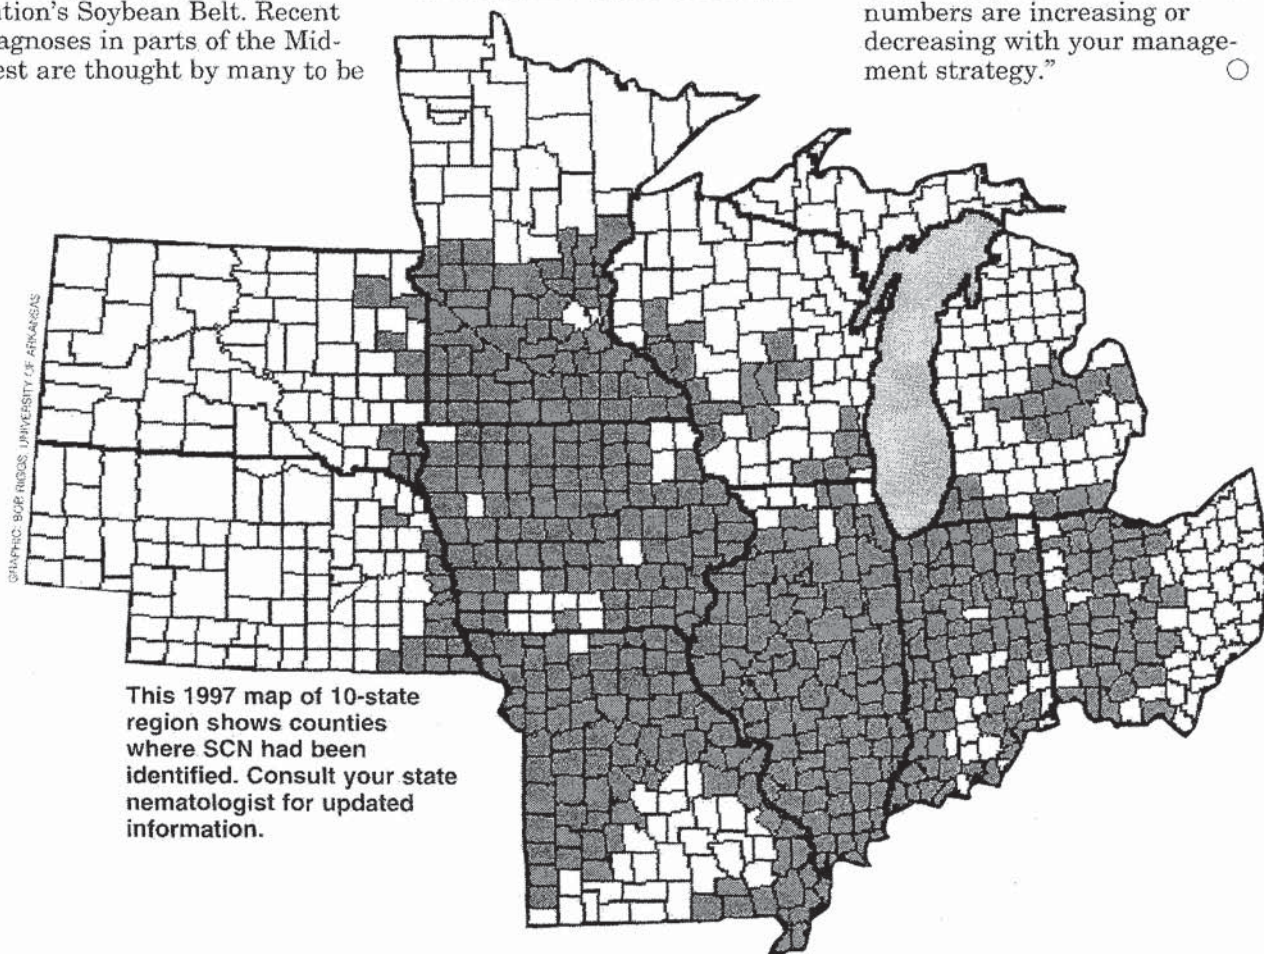 ution's Soybean Belt. Recent
agnoses in parts of the Mid-
est are thought by many to be
numbers are increasing or
decreasing with your manage-
ment strategy."
GRAPHIC: BOB RIGGS, UNIVERSITY OF ARKANSAS
This 1997 map of 10-state
region shows counties
where SCN had been
identified. Consult your state
nematologist for updated
information.